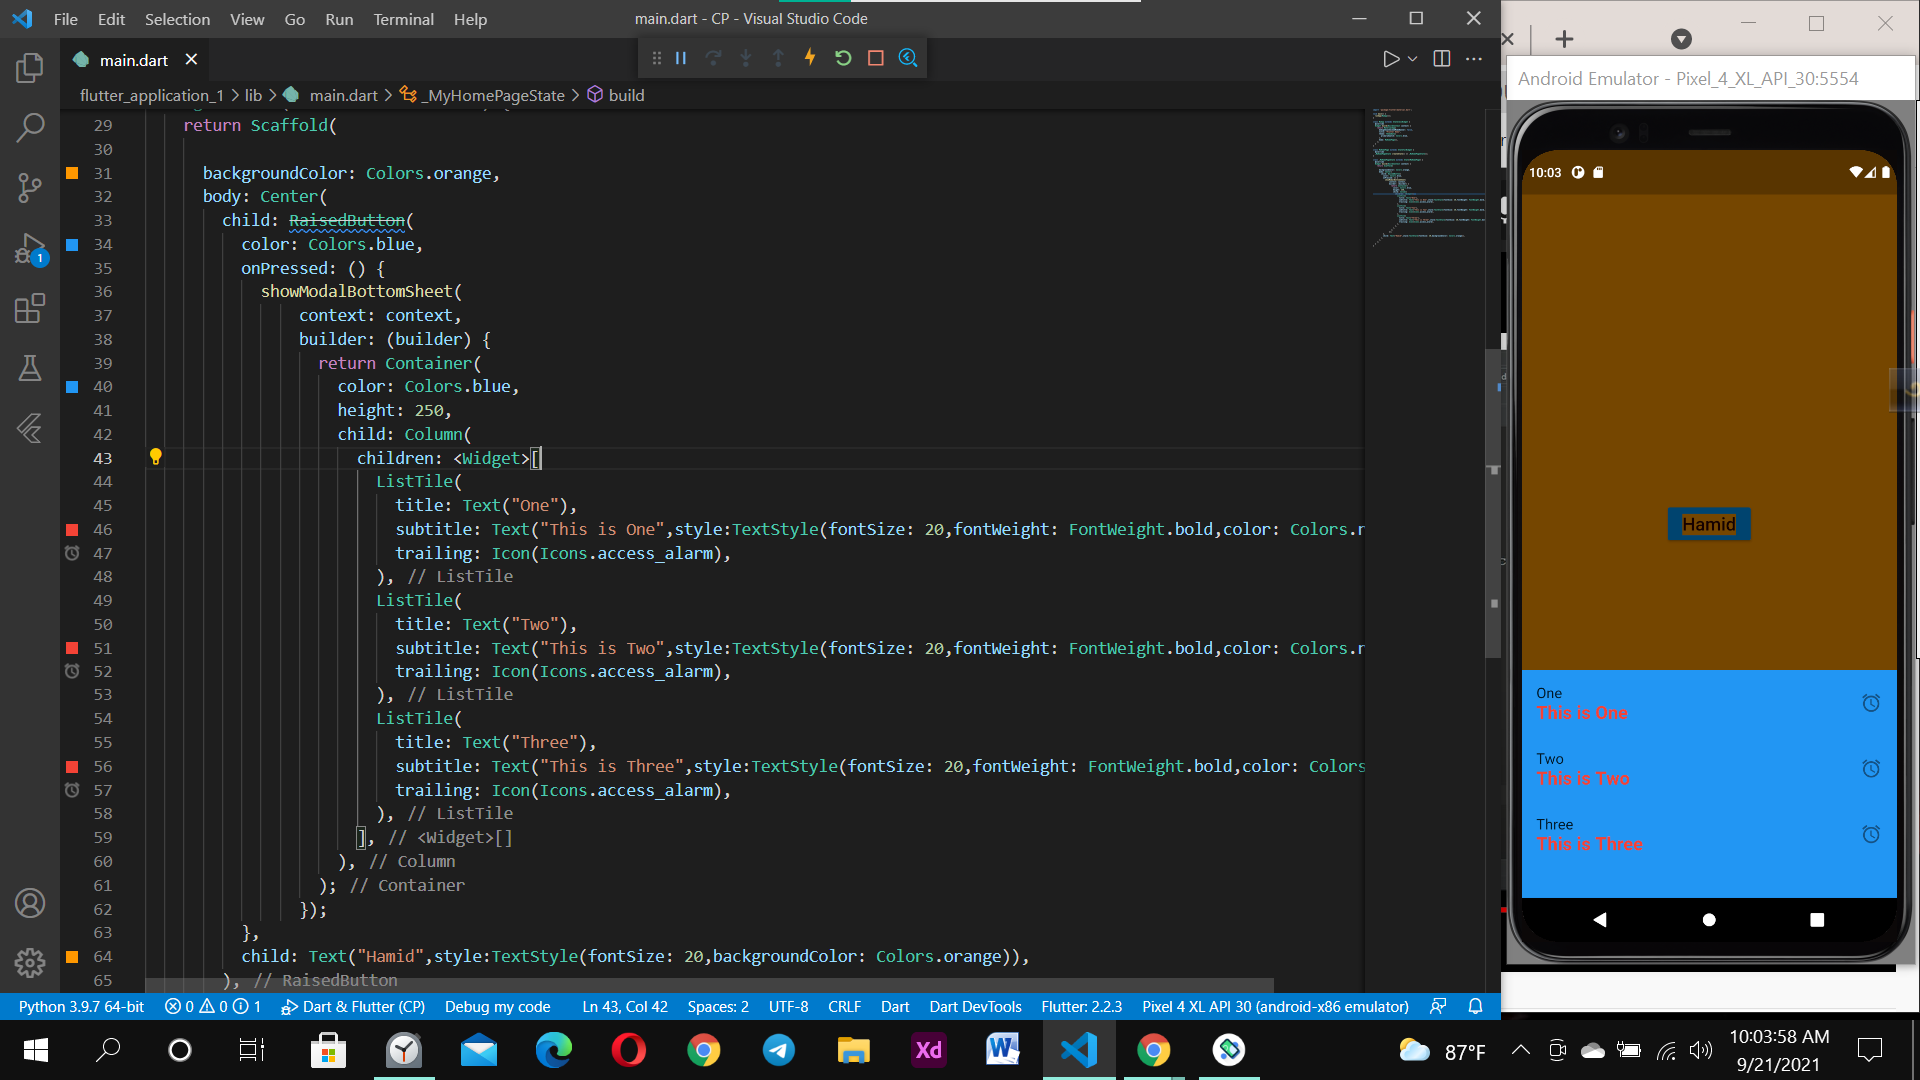 File Edit Selection View Go Run Terminal Help
main.dart - CP - Visual Studio Code
main.dart
flutter_application_1 > lib > main.dart > _MyHomePageState > build
29 return Scaffold(
30
31 backgroundColor: Colors.orange,
32 body: Center(
33 child: RaisedButton(
34 color: Colors.blue,
35 onPressed: () {
36 showModalBottomSheet(
37 context: context,
38 builder: (builder) {
39 return Container(
40 color: Colors.blue,
41 height: 250,
42 child: Column(
43 children: <Widget>[
44 ListTile(
45 title: Text("One"),
46 subtitle: Text("This is One",style:TextStyle(fontSize: 20,fontWeight: FontWeight.bold,color: Colors.r
47 trailing: Icon(Icons.access_alarm),
48 ), // ListTile
49 ListTile(
50 title: Text("Two"),
51 subtitle: Text("This is Two",style:TextStyle(fontSize: 20,fontWeight: FontWeight.bold,color: Colors.r
52 trailing: Icon(Icons.access_alarm),
53 ), // ListTile
54 ListTile(
55 title: Text("Three"),
56 subtitle: Text("This is Three",style:TextStyle(fontSize: 20,fontWeight: FontWeight.bold,color: Colors
57 trailing: Icon(Icons.access_alarm),
58 ), // ListTile
59 ], // <Widget>[]
60 ), // Column
61 ); // Container
62 });
63 },
64 child: Text("Hamid",style:TextStyle(fontSize: 20,backgroundColor: Colors.orange)),
65 ), // RaisedButton
1
Python 3.9.7 64-bit 0 0 1 Dart & Flutter (CP) Debug my code Ln 43, Col 42 Spaces: 2 UTF-8 CRLF Dart Dart DevTools Flutter: 2.2.3 Pixel 4 XL API 30 (android-x86 emulator)
Android Emulator - Pixel_4_XL_API_30:5554
10:03
Hamid
One
This is One
Two
This is Two
Three
This is Three
Xd
87°F
10:03:58 AM
9/21/2021